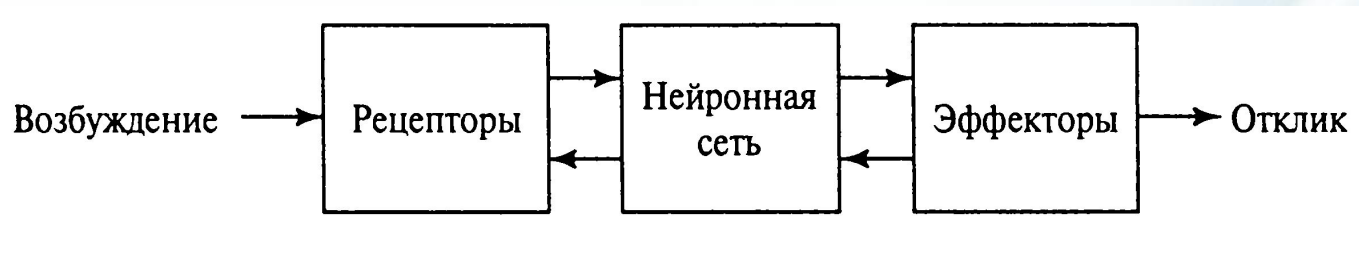 Возбуждение
Рецепторы
Нейронная
сеть
Эффекторы
Отклик